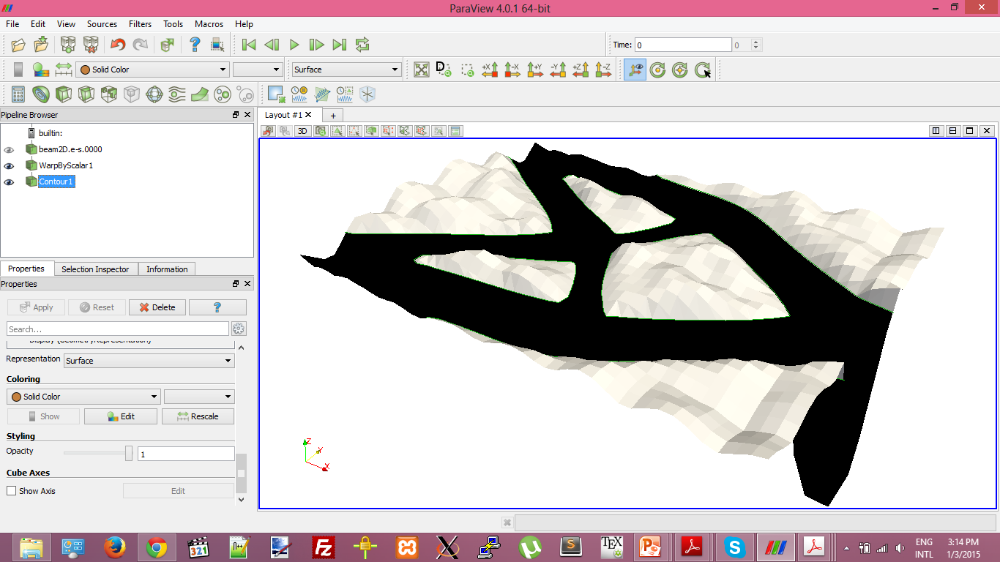 ParaView 4.0.1 64-bit
File Edit View Sources Filters Tools Macros Help
Time: 0 0
Solid Color Surface +X -X +Y -Y +Z -Z
Pipeline Browser
Layout #1
3D
builtin:
beam2D.e-s.0000
WarpByScalar1
Contour1
Properties Selection Inspector Information
Properties
Apply Reset Delete ?
Search...
Display (GeometryRepresentation)
Representation Surface
Coloring
Solid Color
Show Edit Rescale
Styling
Opacity 1
Cube Axes
Show Axis Edit
Z
Y
X
321 N++ Fz X S TEX P S
ENG 3:14 PM
INTL 1/3/2015